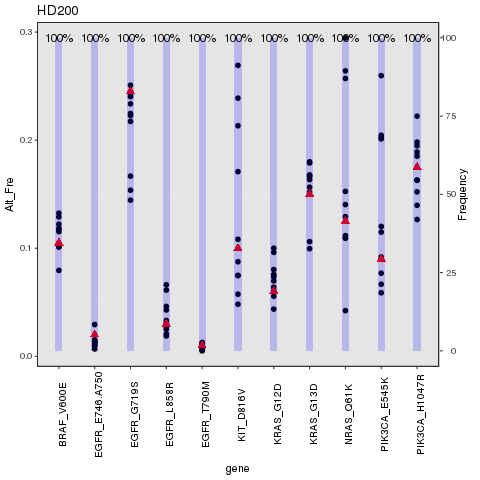 HD200
100% 100% 100% 100% 100% 100% 100% 100% 100% 100% 100%
0.3
0.2
0.1
0.0
Alt_Fre
100
75
50
25
0
Frequency
BRAF_V600E
EGFR_E746.A750
EGFR_G719S
EGFR_L858R
EGFR_T790M
KIT_D816V
KRAS_G12D
KRAS_G13D
NRAS_Q61K
PIK3CA_E545K
PIK3CA_H1047R
gene